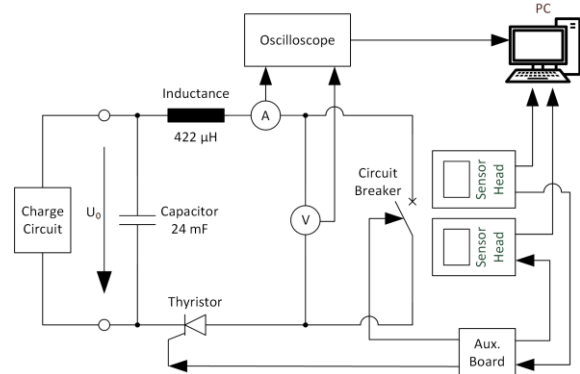 PC
Oscilloscope
Inductance
A
422 µH
Circuit
Breaker
Sensor
Head
Charge
Circuit
U₀
Capacitor
24 mF
V
Sensor
Head
Thyristor
Aux.
Board